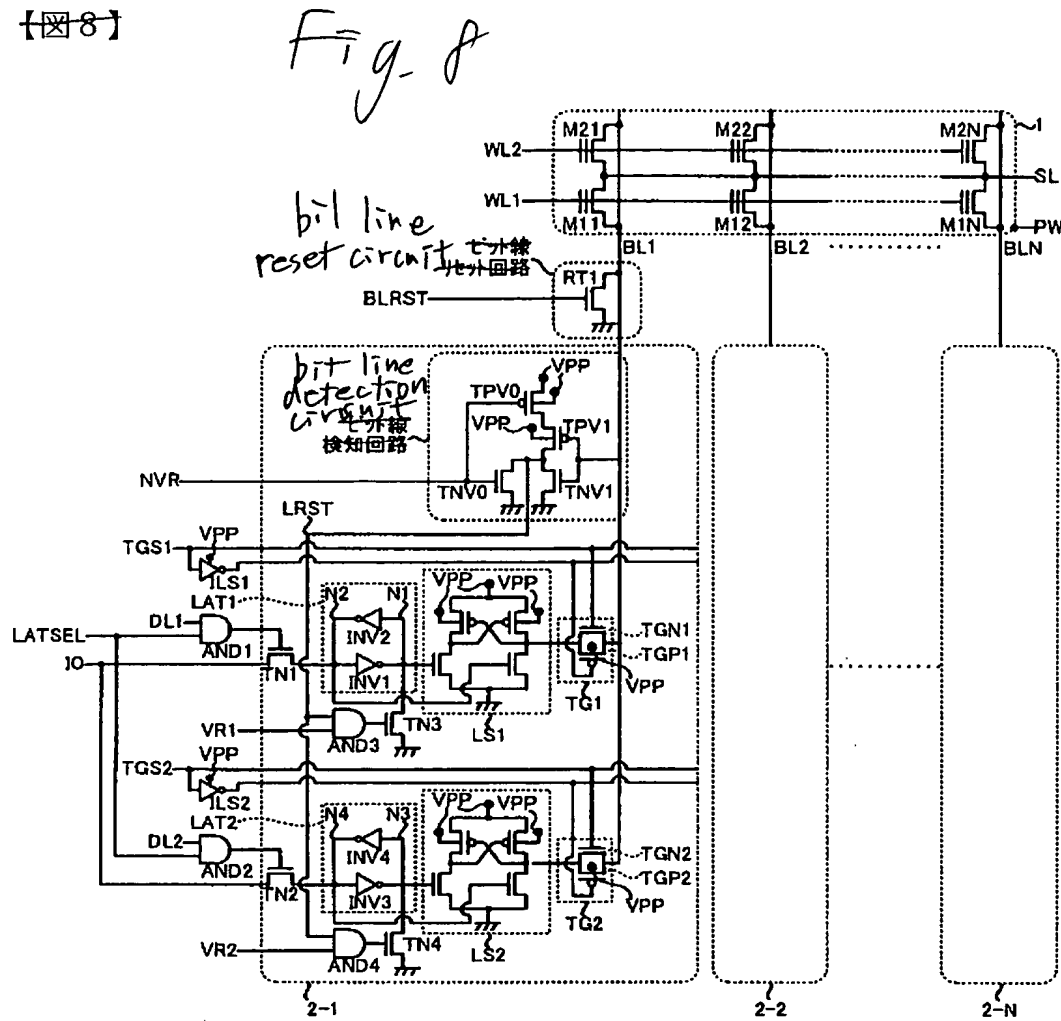 【図8】
Fig. 8
M21 M22 M2N 1
WL2
SL
WL1
M11 M12 M1N PW
BL1 BL2 ········ BLN
bit line
reset circuit
ビット線
リセット回路
RT1
BLRST
bit line
detection
circuit
ビット線
検知回路
VPP
TPV0
VPP TPV1
NVR
TNV0 TNV1
LRST
TGS1 VPP
ILS1
LAT1 N2 N1 VPP VPP
DL1
LATSEL AND1 INV2
IO TN1 INV1
TGN1
TGP1
VPP
TG1
VR1 AND3 TN3 LS1
TGS2 VPP
ILS2
LAT2 N4 N3 VPP VPP
DL2
AND2 INV4
TN2 INV3
TGN2
TGP2
VPP
TG2
VR2 AND4 TN4 LS2
2-1 2-2 2-N